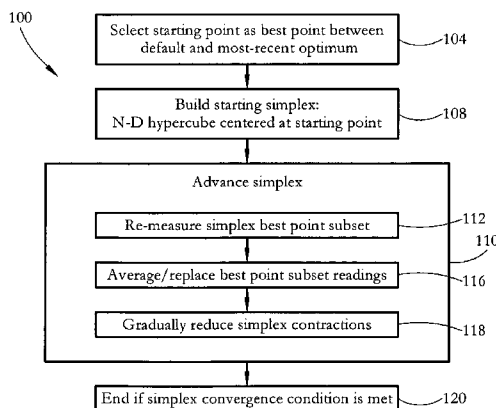 100
Select starting point as best point between
default and most-recent optimum
104
Build starting simplex:
N-D hypercube centered at starting point
108
Advance simplex
Re-measure simplex best point subset
112
110
Average/replace best point subset readings
116
Gradually reduce simplex contractions
118
End if simplex convergence condition is met
120